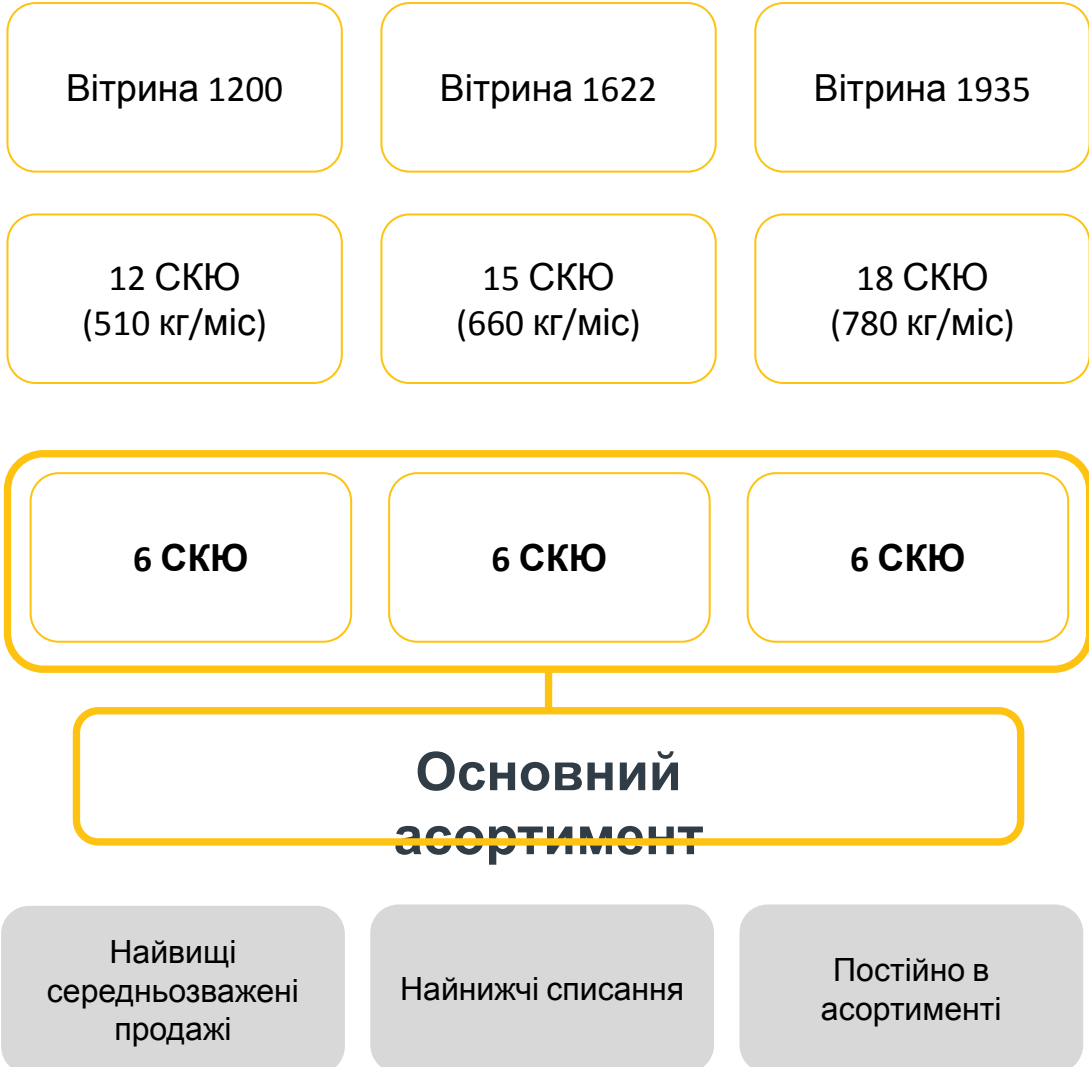 Вітрина 1200
Вітрина 1622
Вітрина 1935
12 СКЮ
(510 кг/міс)
15 СКЮ
(660 кг/міс)
18 СКЮ
(780 кг/міс)
6 СКЮ
6 СКЮ
6 СКЮ
Основний
асортимент
Найвищі
середньозважені
продажі
Найнижчі списання
Постійно в
асортименті